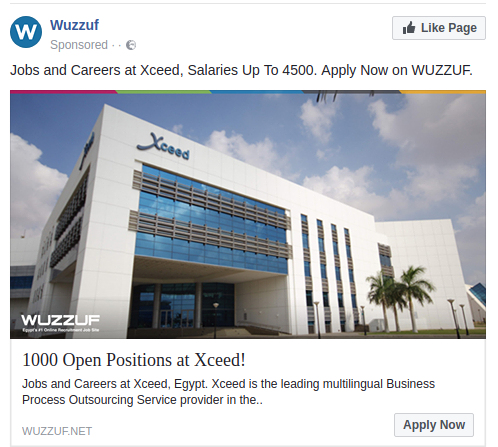 Wuzzuf
Like Page
Sponsored · ·
Jobs and Careers at Xceed, Salaries Up To 4500. Apply Now on WUZZUF.
Xceed
WUZZUF
Egypt's #1 Online Recruitment Job Site
1000 Open Positions at Xceed!
Jobs and Careers at Xceed, Egypt. Xceed is the leading multilingual Business
Process Outsourcing Service provider in the..
WUZZUF.NET
Apply Now